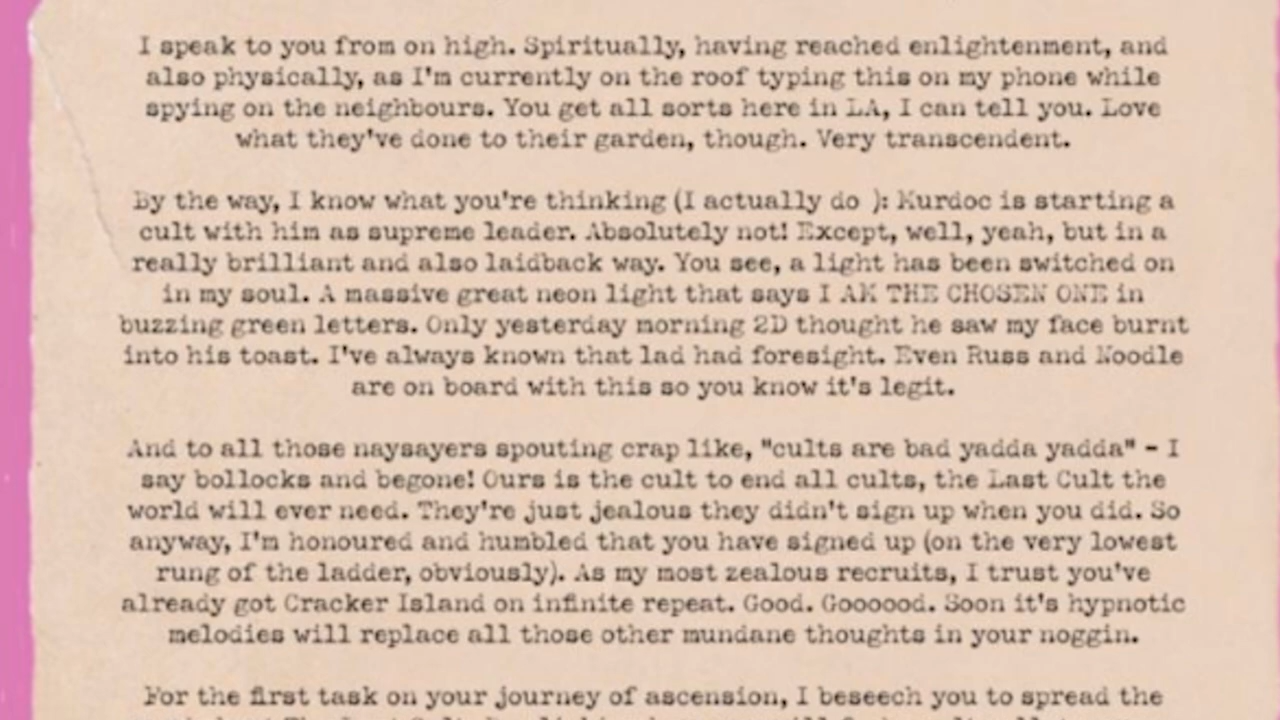 I speak to you from on high. Spiritually, having reached enlightenment, and
also physically, as I'm currently on the roof typing this on my phone while
spying on the neighbours. You get all sorts here in LA, I can tell you. Love
what they've done to their garden, though. Very transcendent.
By the way, I know what you're thinking (I actually do ): Murdoc is starting a
cult with him as supreme leader. Absolutely not! Except, well, yeah, but in a
really brilliant and also laidback way. You see, a light has been switched on
in my soul. A massive great neon light that says I AM THE CHOSEN ONE in
buzzing green letters. Only yesterday morning 2D thought he saw my face burnt
into his toast. I've always known that lad had foresight. Even Russ and Noodle
are on board with this so you know it's legit.
And to all those naysayers spouting crap like, "cults are bad yadda yadda" - I
say bollocks and begone! Ours is the cult to end all cults, the Last Cult the
world will ever need. They're just jealous they didn't sign up when you did. So
anyway, I'm honoured and humbled that you have signed up (on the very lowest
rung of the ladder, obviously). As my most zealous recruits, I trust you've
already got Cracker Island on infinite repeat. Good. Goooood. Soon it's hypnotic
melodies will replace all those other mundane thoughts in your noggin.
For the first task on your journey of ascension, I beseech you to spread the